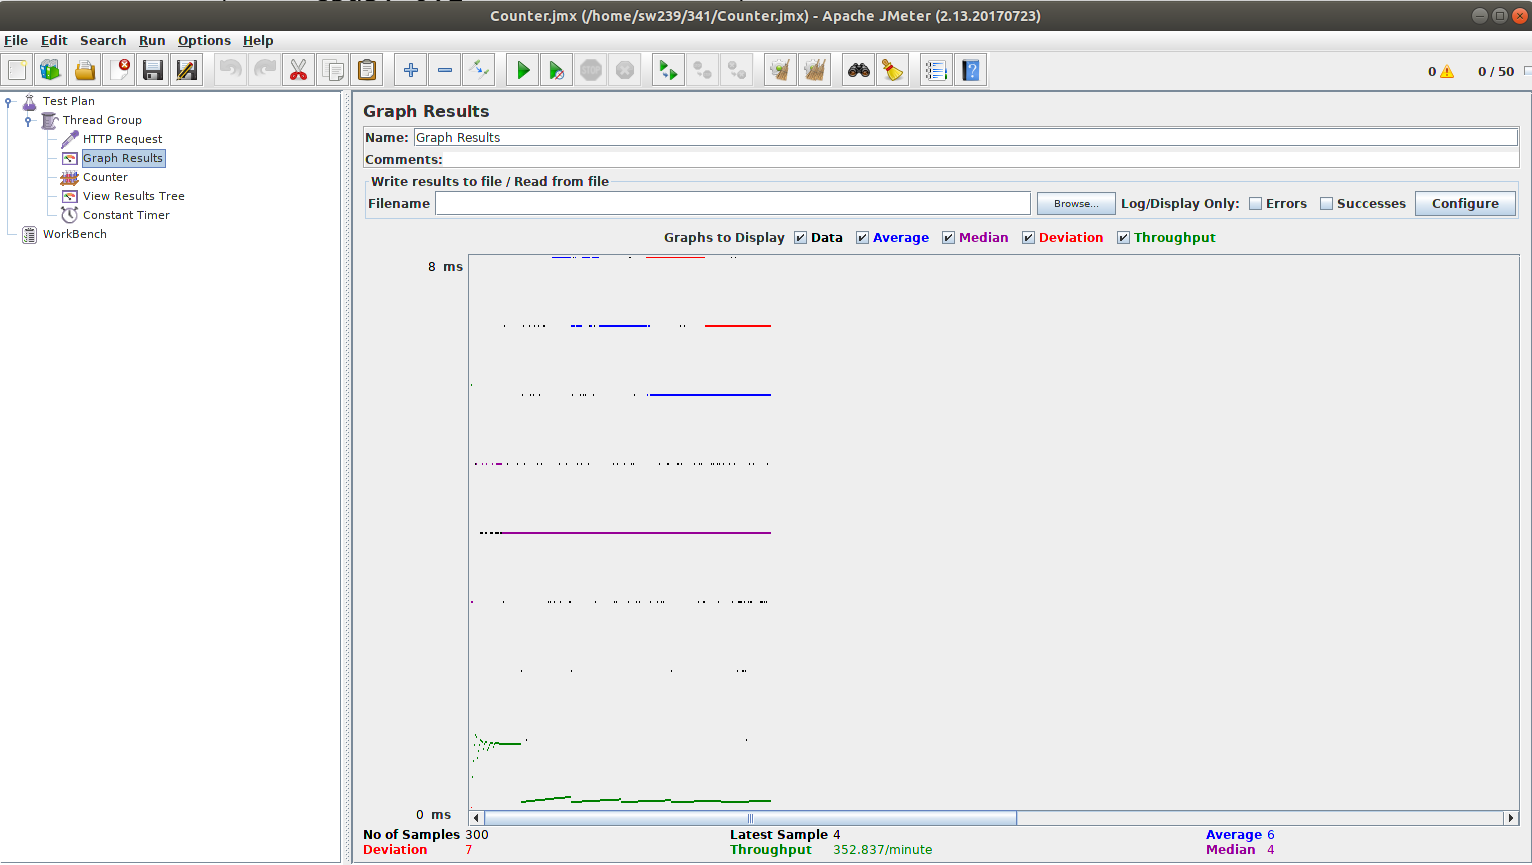 Counter.jmx (/home/sw239/341/Counter.jmx) - Apache JMeter (2.13.20170723)
File Edit Search Run Options Help
STOP
0 0 / 50
Test Plan
Thread Group
HTTP Request
Graph Results
Counter
View Results Tree
Constant Timer
WorkBench
Graph Results
Name: Graph Results
Comments:
Write results to file / Read from file
Filename Browse... Log/Display Only: Errors Successes Configure
Graphs to Display Data Average Median Deviation Throughput
8 ms
0 ms
No of Samples 300 Latest Sample 4 Average 6
Deviation 7 Throughput 352.837/minute Median 4